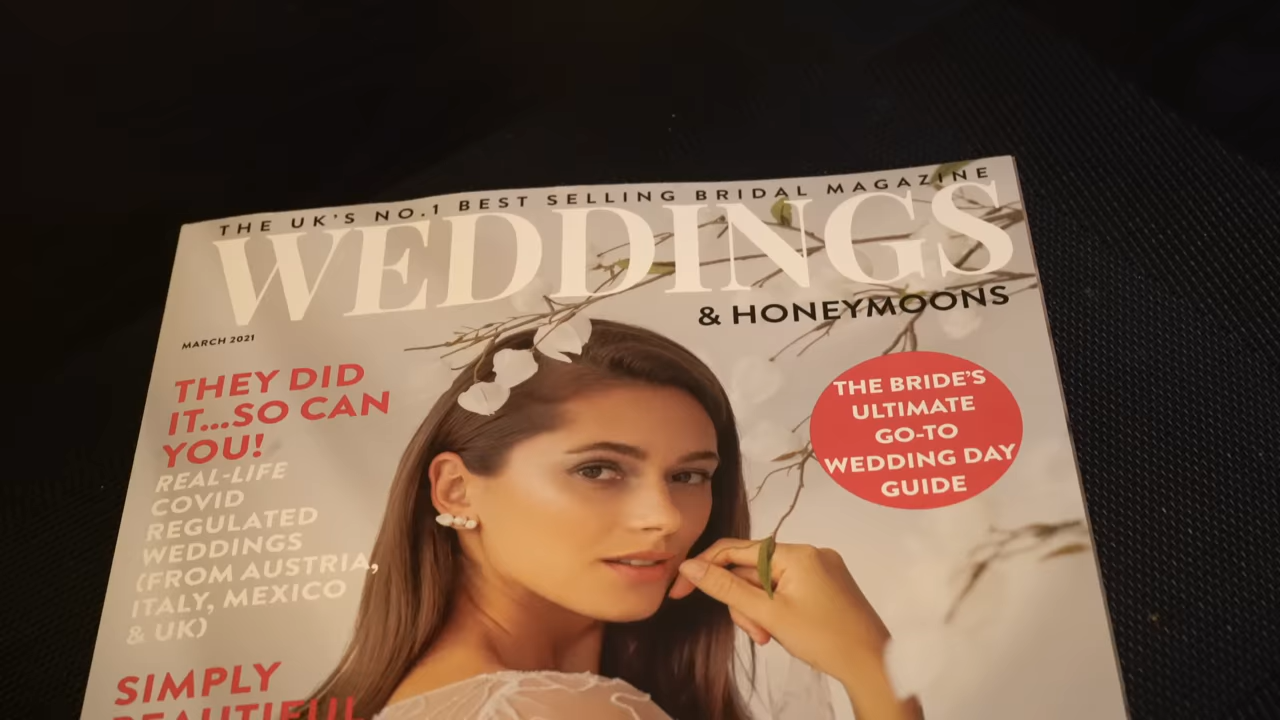 THE UK'S NO.1 BEST SELLING BRIDAL MAGAZINE
WEDDINGS
& HONEYMOONS
MARCH 2021
THEY DID
IT...SO CAN
YOU!
REAL-LIFE
COVID
REGULATED
WEDDINGS
(FROM AUSTRIA,
ITALY, MEXICO
& UK)
SIMPLY
BEAUTIFUL
THE BRIDE'S
ULTIMATE
GO-TO
WEDDING DAY
GUIDE